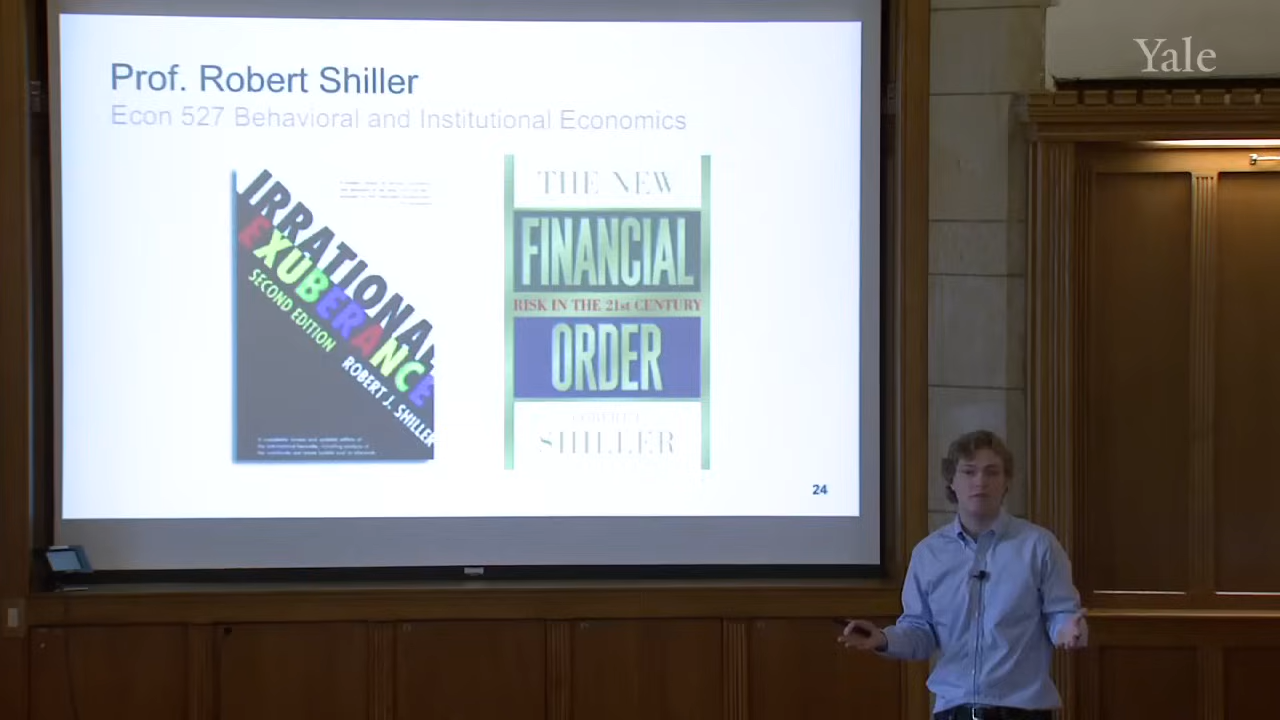 Yale
Prof. Robert Shiller
Econ 527 Behavioral and Institutional Economics
IRRATIONAL
EXUBERANCE
SECOND EDITION
ROBERT J. SHILLER
THE NEW
FINANCIAL
RISK IN THE 21st CENTURY
ORDER
SHILLER
24